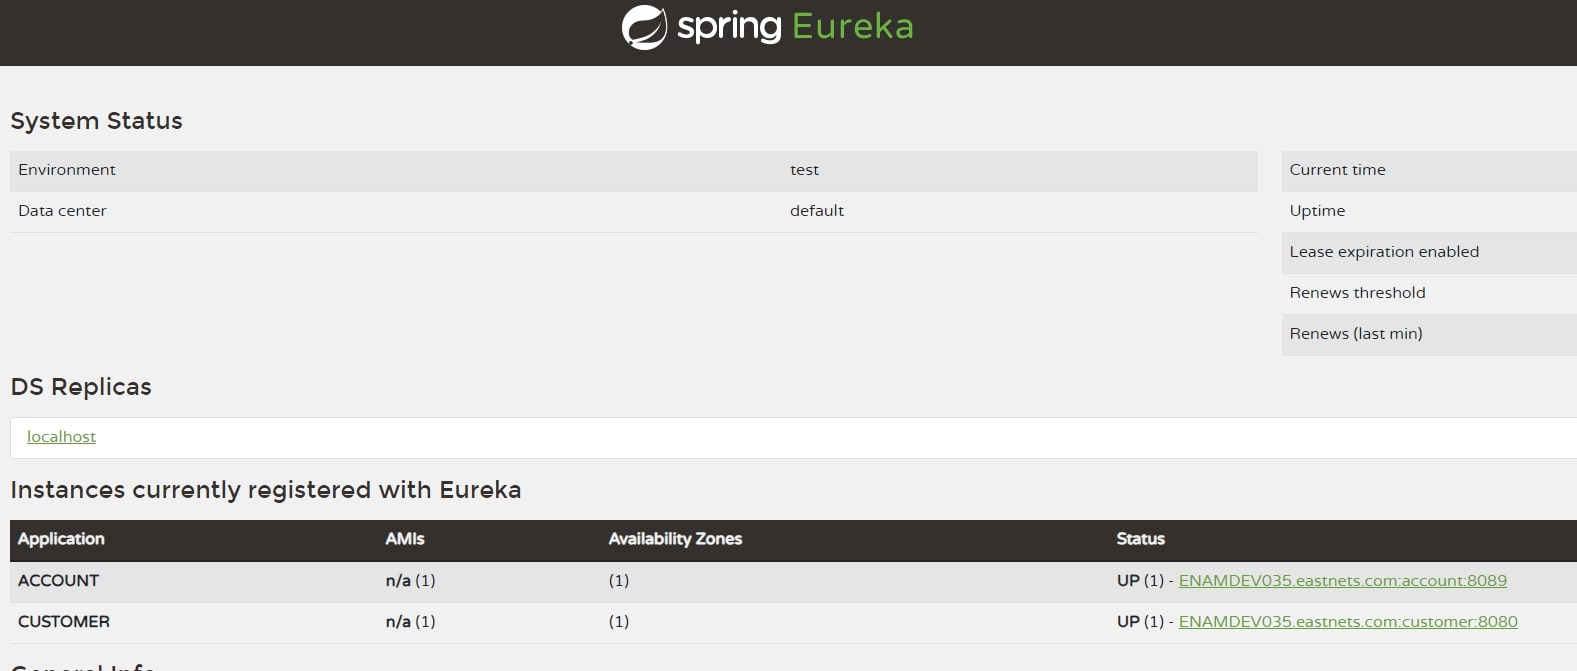 spring Eureka
System Status
Environment test
Data center default
Current time
Uptime
Lease expiration enabled
Renews threshold
Renews (last min)
DS Replicas
localhost
Instances currently registered with Eureka
Application AMIs Availability Zones Status
ACCOUNT n/a (1) (1) UP (1) - ENAMDEV035.eastnets.com:account:8089
CUSTOMER n/a (1) (1) UP (1) - ENAMDEV035.eastnets.com:customer:8080
General Info